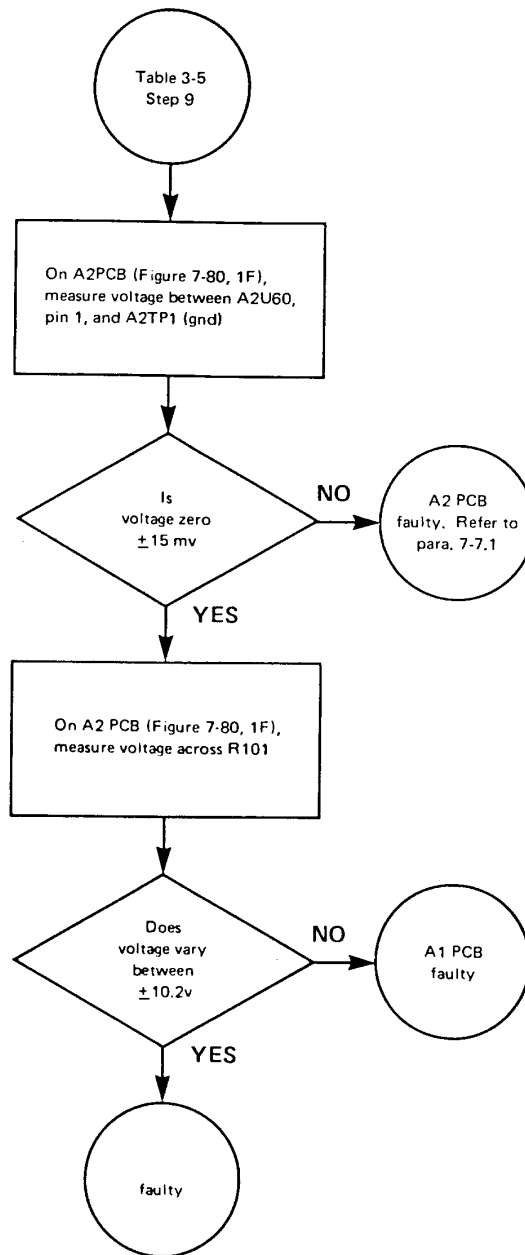 Table 3-5
Step 9
On A2PCB (Figure 7-80, 1F),
measure voltage between A2U60,
pin 1, and A2TP1 (gnd)
Is
voltage zero
±15 mv
NO
A2 PCB
faulty. Refer to
para. 7-7.1
YES
On A2 PCB (Figure 7-80, 1F),
measure voltage across R101
Does
voltage vary
between
±10.2v
NO
A1 PCB
faulty
YES
faulty